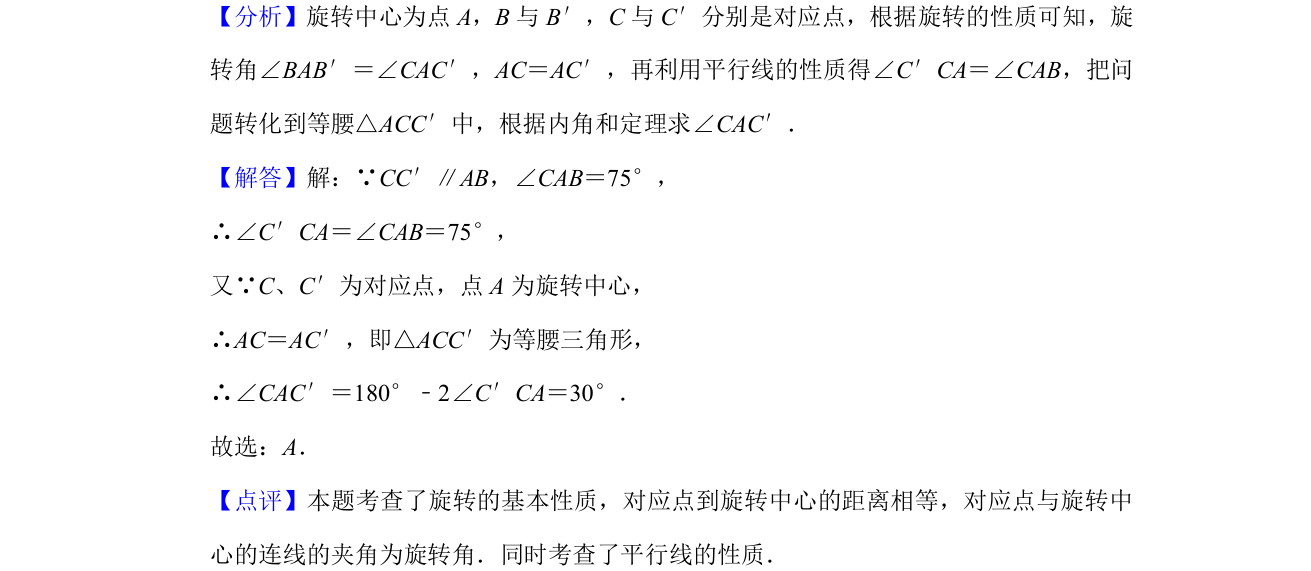 【分析】旋转中心为点 A，B 与 B′，C 与 C′ 分别是对应点，根据旋转的性质可知，旋
转角∠BAB′＝∠CAC′，AC＝AC′，再利用平行线的性质得∠C′CA＝∠CAB，把问
题转化到等腰△ACC′中，根据内角和定理求∠CAC′．
【解答】解：∵CC′∥AB，∠CAB＝75°，
∴∠C′CA＝∠CAB＝75°，
又∵C、C′为对应点，点 A 为旋转中心，
∴AC＝AC′，即△ACC′为等腰三角形，
∴∠CAC′＝180°﹣2∠C′CA＝30°．
故选：A．
【点评】本题考查了旋转的基本性质，对应点到旋转中心的距离相等，对应点与旋转中
心的连线的夹角为旋转角．同时考查了平行线的性质．